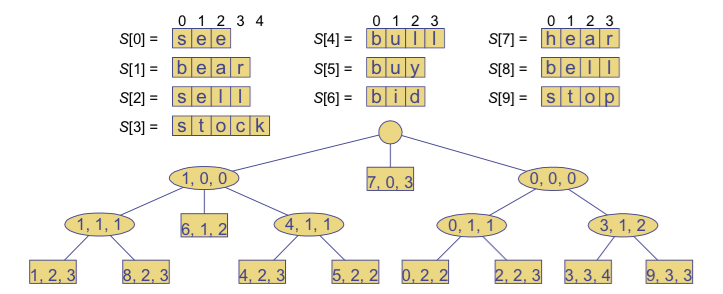 0 1 2 3 4
0 1 2 3
0 1 2 3
S[0] = s e e
S[4] = b u l l
S[7] = h e a r
S[1] = b e a r
S[5] = b u y
S[8] = b e l l
S[2] = s e l l
S[6] = b i d
S[9] = s t o p
S[3] = s t o c k
1, 0, 0
7, 0, 3
0, 0, 0
1, 1, 1
6, 1, 2
4, 1, 1
0, 1, 1
3, 1, 2
1, 2, 3
8, 2, 3
4, 2, 3
5, 2, 2
0, 2, 2
2, 2, 3
3, 3, 4
9, 3, 3